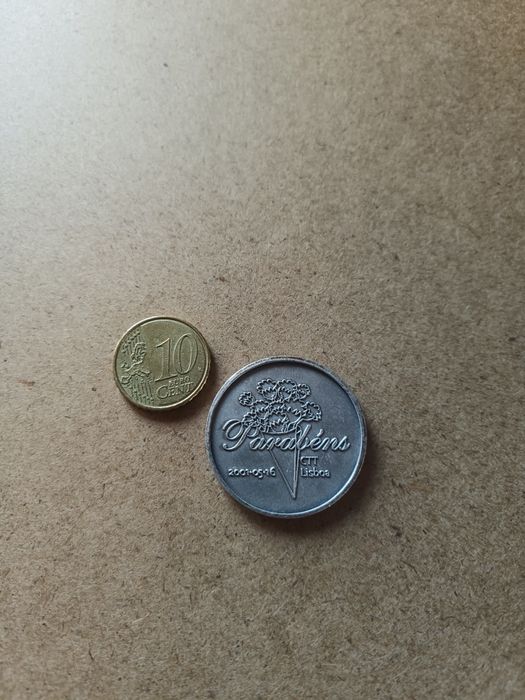 10
EURO
CENT
Parabéns
CTT
2001·05·16 Lisboa